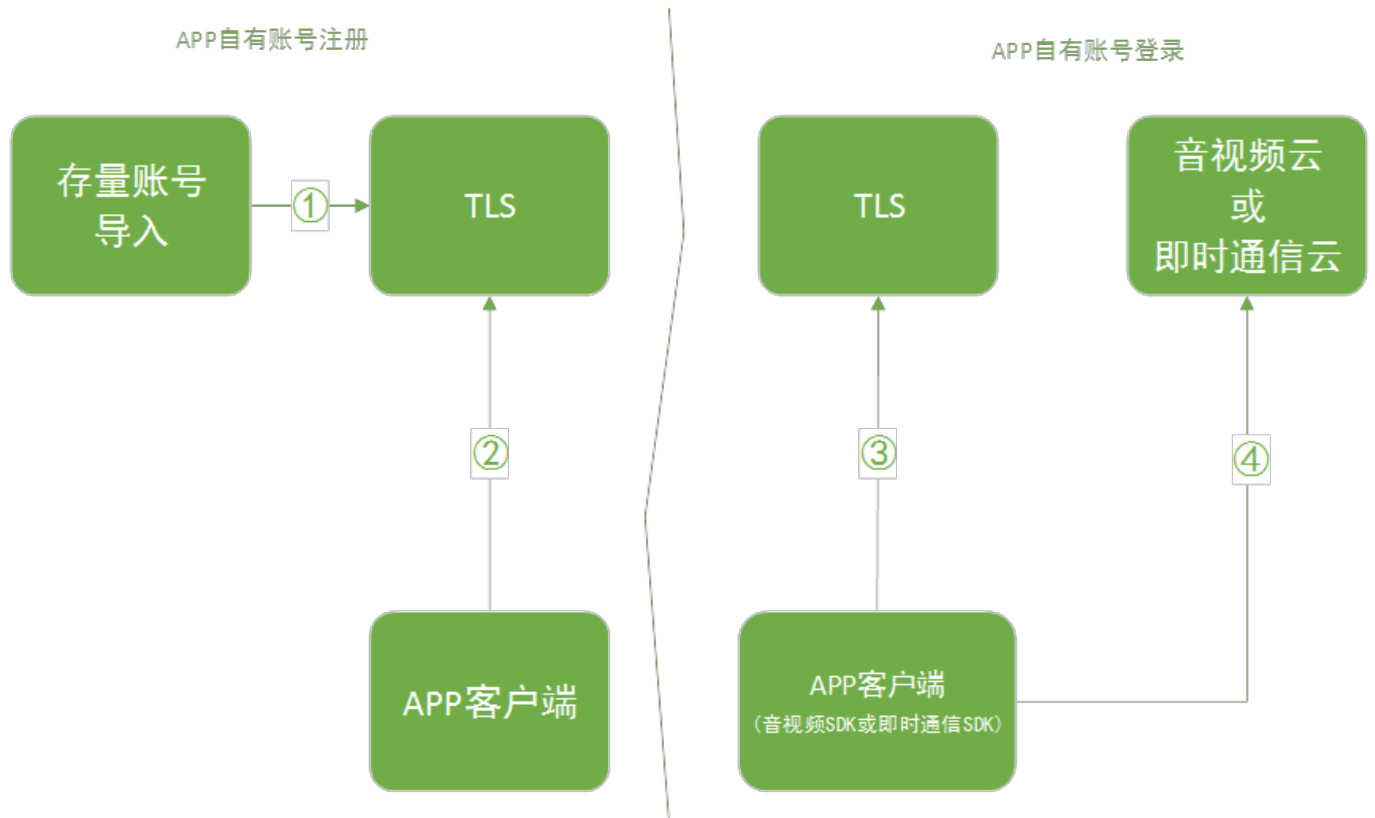 APP自有账号注册
存量账号
导入
①
TLS
②
APP客户端
APP自有账号登录
TLS
音视频云
或
即时通信云
③
④
APP客户端
(音视频SDK或即时通信SDK)